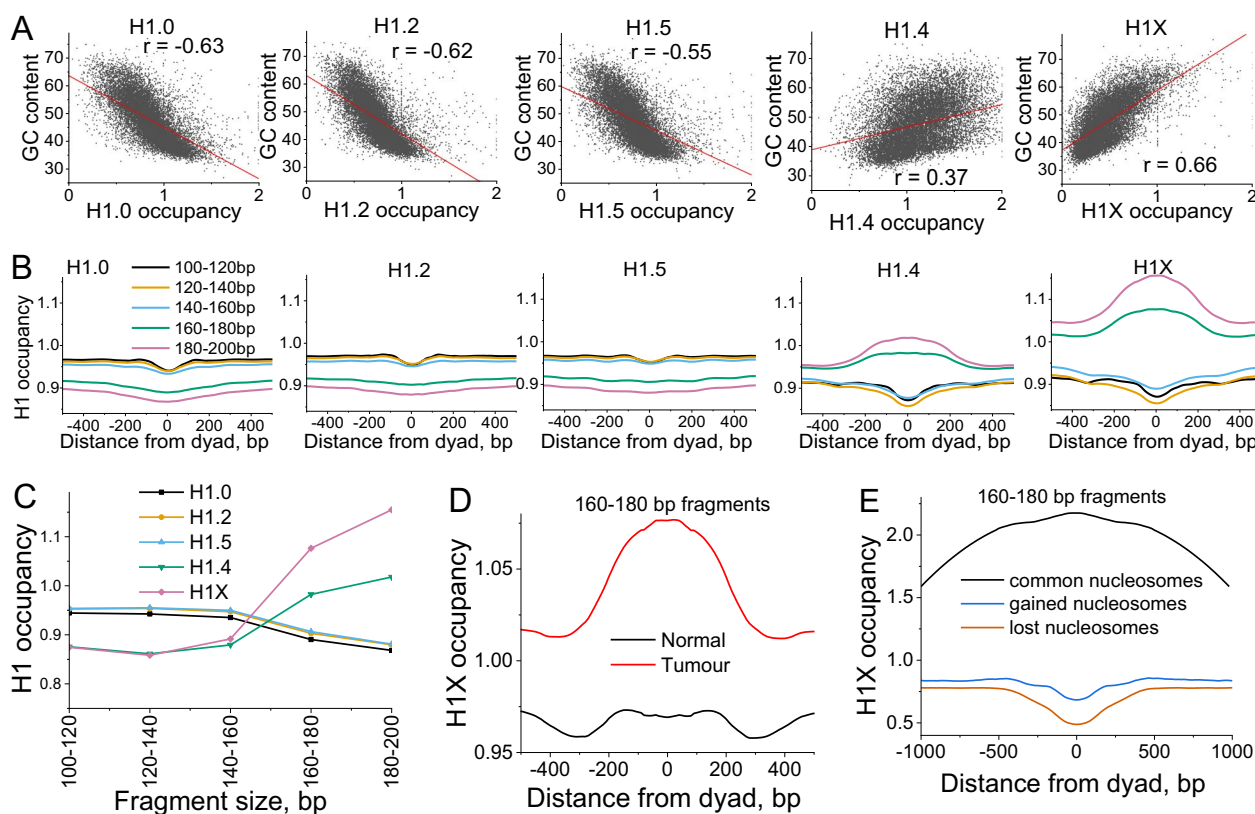 A
H1.0
r = -0.63
GC content
70
60
50
40
30
0
1
2
H1.0 occupancy
H1.2
r = -0.62
GC content
70
60
50
40
30
0
1
2
H1.2 occupancy
H1.5
r = -0.55
GC content
70
60
50
40
30
0
1
2
H1.5 occupancy
H1.4
r = 0.37
GC content
70
60
50
40
30
0
1
2
H1.4 occupancy
H1X
r = 0.66
GC content
70
60
50
40
30
0
1
2
H1X occupancy
B
H1.0
100-120bp
120-140bp
140-160bp
160-180bp
180-200bp
H1 occupancy
1.1
1.0
0.9
-400 -200 0 200 400
Distance from dyad, bp
H1.2
1.1
1.0
0.9
-400 -200 0 200 400
Distance from dyad, bp
H1.5
1.1
1.0
0.9
-400 -200 0 200 400
Distance from dyad, bp
H1.4
1.1
1.0
0.9
-400 -200 0 200 400
Distance from dyad, bp
H1X
1.1
1.0
0.9
-400 -200 0 200 400
Distance from dyad, bp
C
H1.0
H1.2
H1.5
H1.4
H1X
H1 occupancy
1.1
1.0
0.9
0.8
100-120
120-140
140-160
160-180
180-200
Fragment size, bp
D
160-180 bp fragments
H1X occupancy
1.05
1.00
0.95
Normal
Tumour
-400 -200 0 200 400
Distance from dyad, bp
E
160-180 bp fragments
H1X occupancy
2.0
1.0
0.5
common nucleosomes
gained nucleosomes
lost nucleosomes
-1000 -500 0 500 1000
Distance from dyad, bp